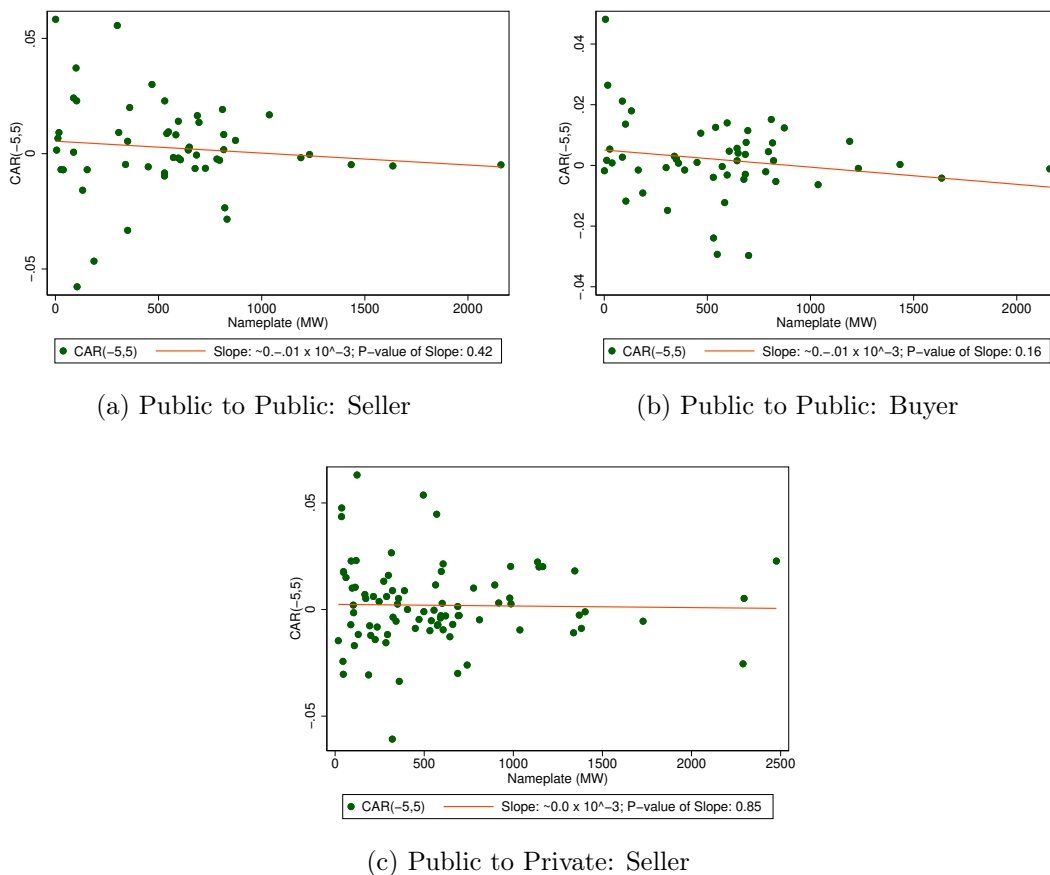 .05
0
-.05
CAR(−5,5)
0 500 1000 1500 2000
Nameplate (MW)
CAR(−5,5) Slope: ~0.−.01 x 10^−3; P−value of Slope: 0.42
(a) Public to Public: Seller
.04
.02
0
-.02
-.04
CAR(−5,5)
0 500 1000 1500 2000
Nameplate (MW)
CAR(−5,5) Slope: ~0.−.01 x 10^−3; P−value of Slope: 0.16
(b) Public to Public: Buyer
.05
0
-.05
CAR(−5,5)
0 500 1000 1500 2000 2500
Nameplate (MW)
CAR(−5,5) Slope: ~0.0 x 10^−3; P−value of Slope: 0.85
(c) Public to Private: Seller